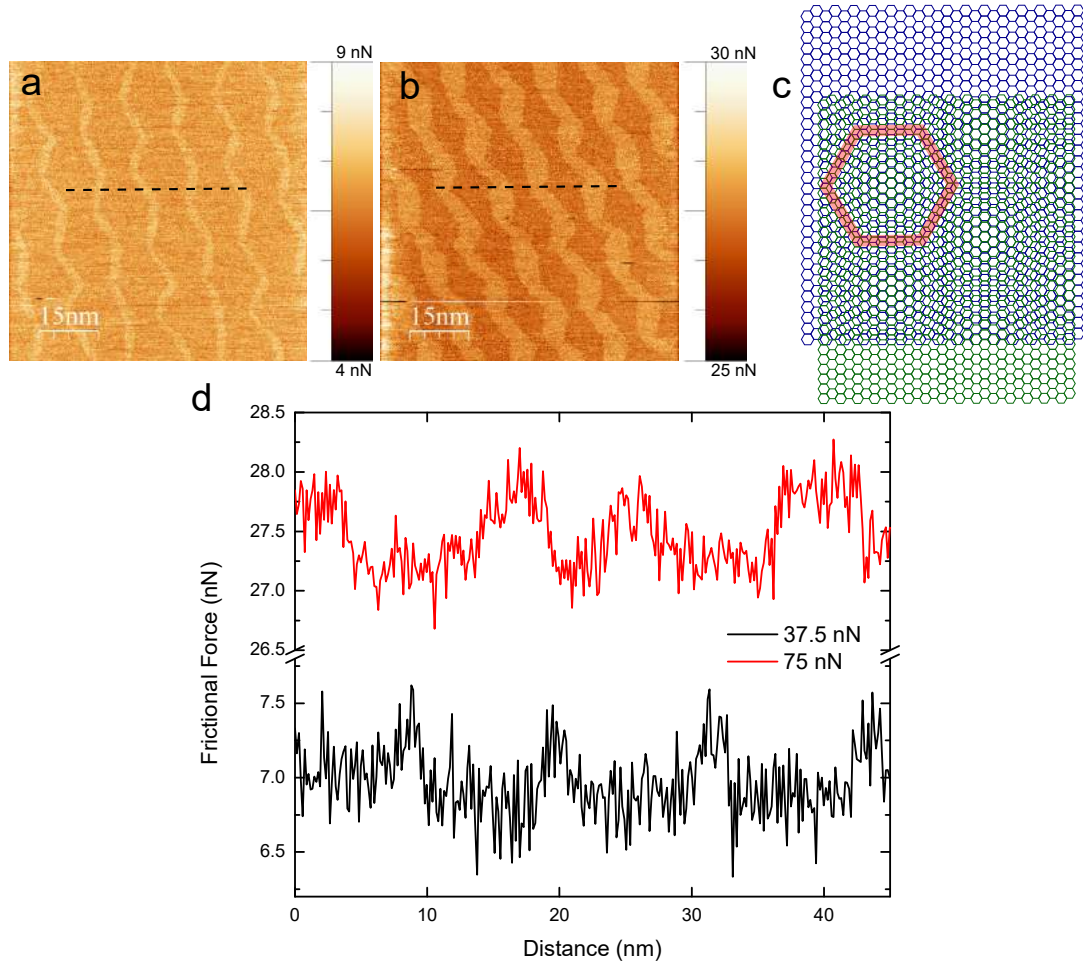 a
9 nN
15nm
4 nN
b
30 nN
15nm
25 nN
c
d
Frictional Force (nN)
28.5
28.0
27.5
27.0
26.5
7.5
7.0
6.5
37.5 nN
75 nN
0
10
20
30
40
Distance (nm)